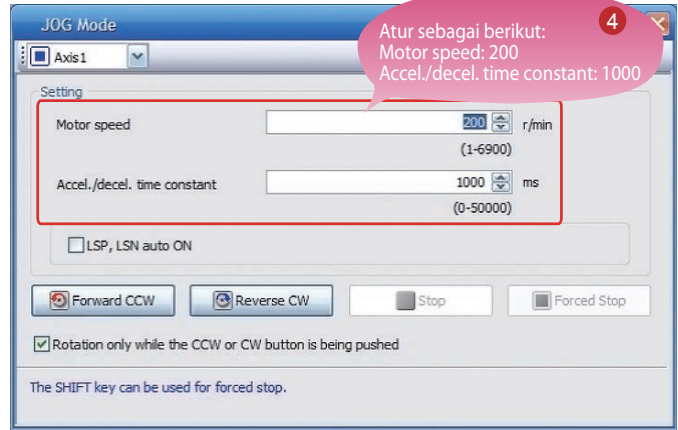 JOG Mode
Atur sebagai berikut:
Motor speed: 200
Accel./decel. time constant: 1000
4
Axis1
Setting
Motor speed 200 r/min
(1-6900)
Accel./decel. time constant 1000 ms
(0-50000)
LSP, LSN auto ON
Forward CCW Reverse CW Stop Forced Stop
Rotation only while the CCW or CW button is being pushed
The SHIFT key can be used for forced stop.